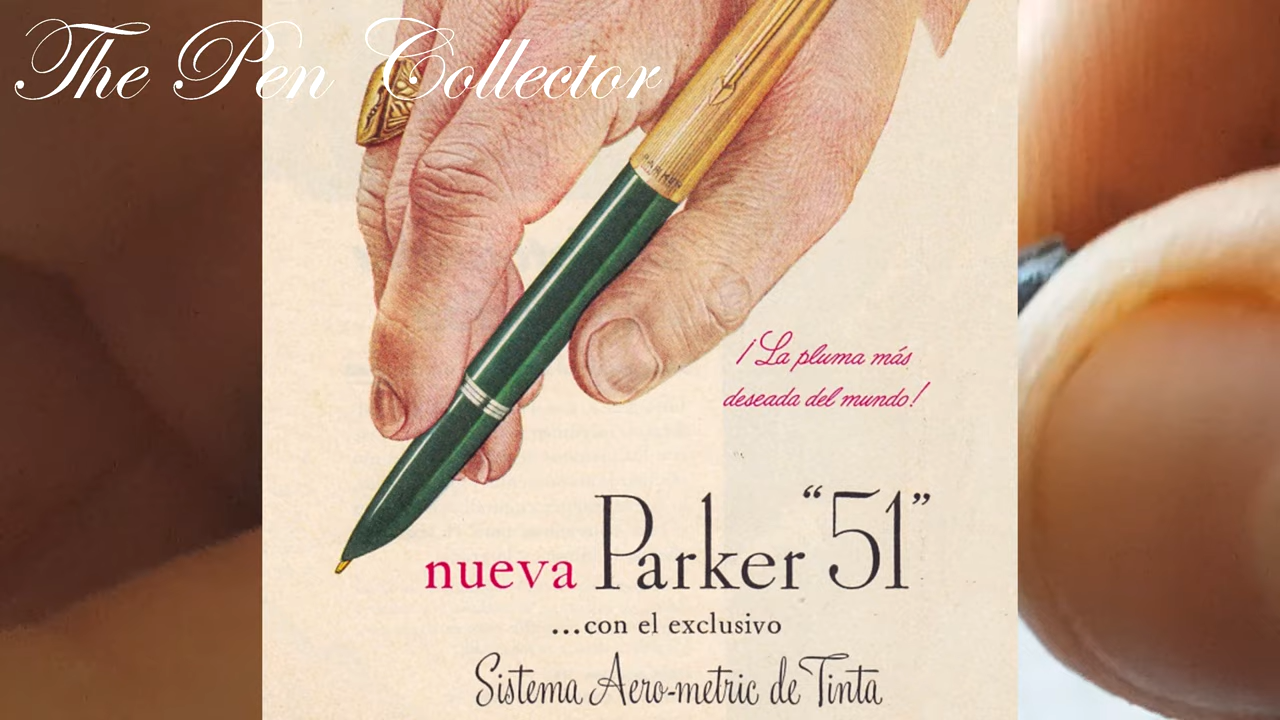 The Pen Collector
PARKER
¡La pluma más
deseada del mundo!
nueva Parker “51”
...con el exclusivo
Sistema Aero-metric de Tinta